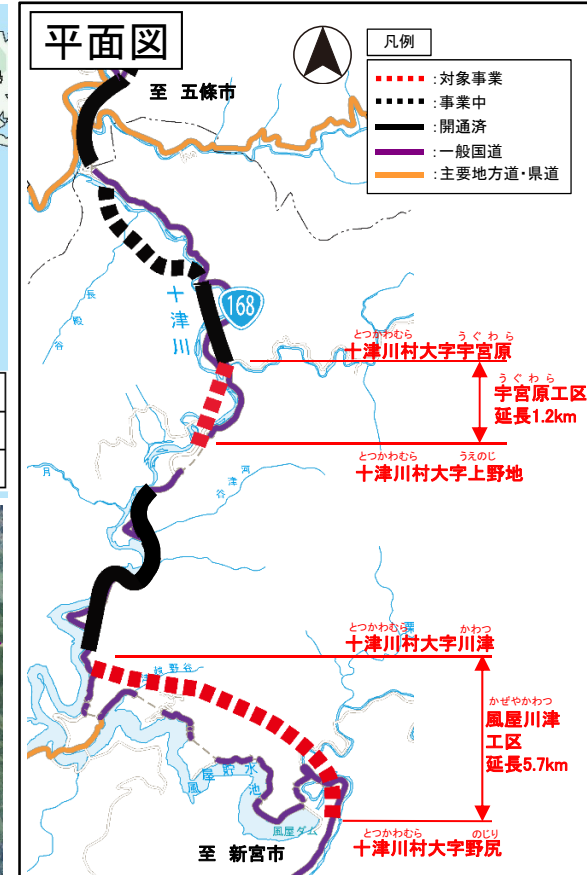 平面図
凡例
:対象事業
:事業中
:開通済
:一般国道
:主要地方道・県道
至 五條市
長殿谷
十津川
168
とつかわむら うぐわら
十津川村大字宇宮原
うぐわら
宇宮原工区
延長1.2km
とつかわむら うえのじ
十津川村大字上野地
月
河津谷
とつかわむら かわつ
十津川村大字川津
野谷
かぜやかわつ
風屋川津
工区
延長5.7km
風屋貯水池
風屋ダム
とつかわむら のじり
十津川村大字野尻
至 新宮市